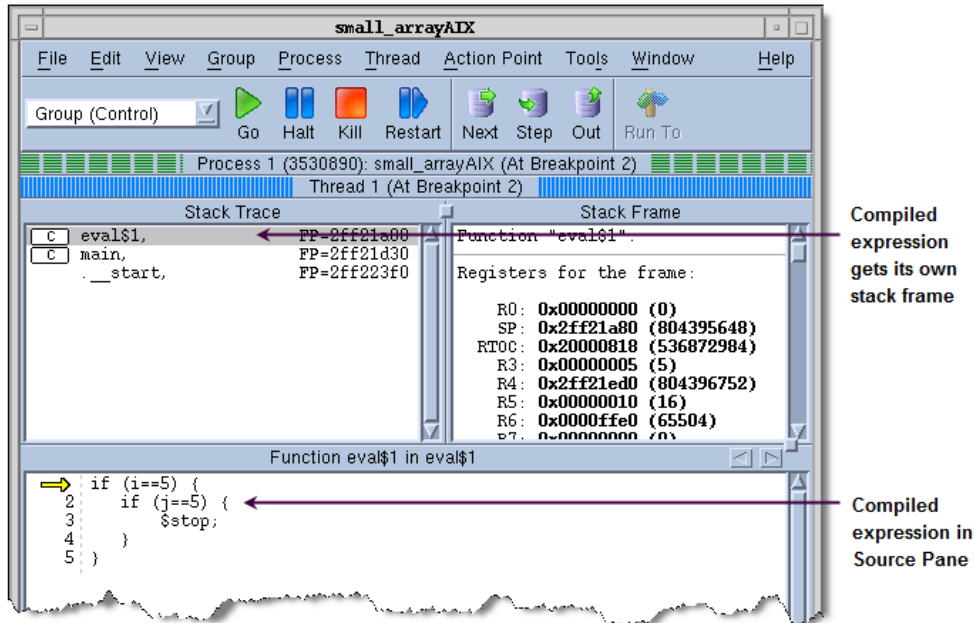 small_arrayAIX
File Edit View Group Process Thread Action Point Tools Window Help
Group (Control) Go Halt Kill Restart Next Step Out Run To
Process 1 (3530890): small_arrayAIX (At Breakpoint 2)
Thread 1 (At Breakpoint 2)
Stack Trace
C eval$1, FP=2ff21a80
C main, FP=2ff21d30
.__start, FP=2ff223f0
Stack Frame
Function "eval$1":
Registers for the frame:
R0: 0x00000000 (0)
SP: 0x2ff21a80 (804395648)
RTOC: 0x20000818 (536872984)
R3: 0x00000005 (5)
R4: 0x2ff21ed0 (804396752)
R5: 0x00000010 (16)
R6: 0x0000ffe0 (65504)
R7: 0x00000000 (0)
Compiled
expression
gets its own
stack frame
Function eval$1 in eval$1
if (i==5) {
2 if (j==5) {
3 $stop;
4 }
5 }
Compiled
expression in
Source Pane